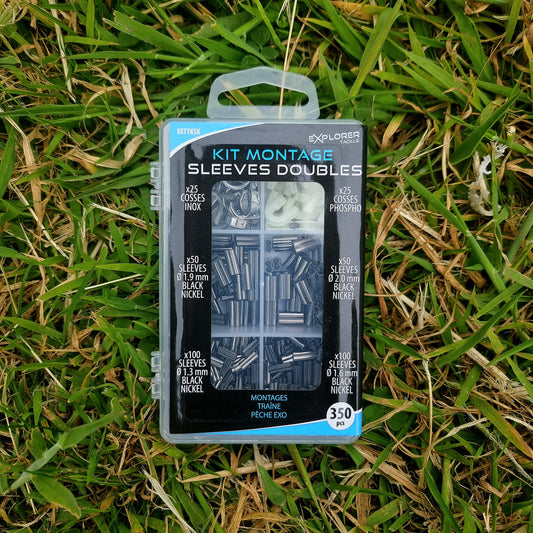 EXTTKSK
EXPLORER
TACKLE
KIT MONTAGE
SLEEVES DOUBLES
x25
COSSES
INOX
x25
COSSES
PHOSPHO
x50
SLEEVES
Ø 1.9 mm
BLACK
NICKEL
x50
SLEEVES
Ø 2.0 mm
BLACK
NICKEL
x100
SLEEVES
Ø 1.3 mm
BLACK
NICKEL
x100
SLEEVES
Ø 1.6 mm
BLACK
NICKEL
MONTAGES
TRAÎNE
PÊCHE EXO
350
pcs